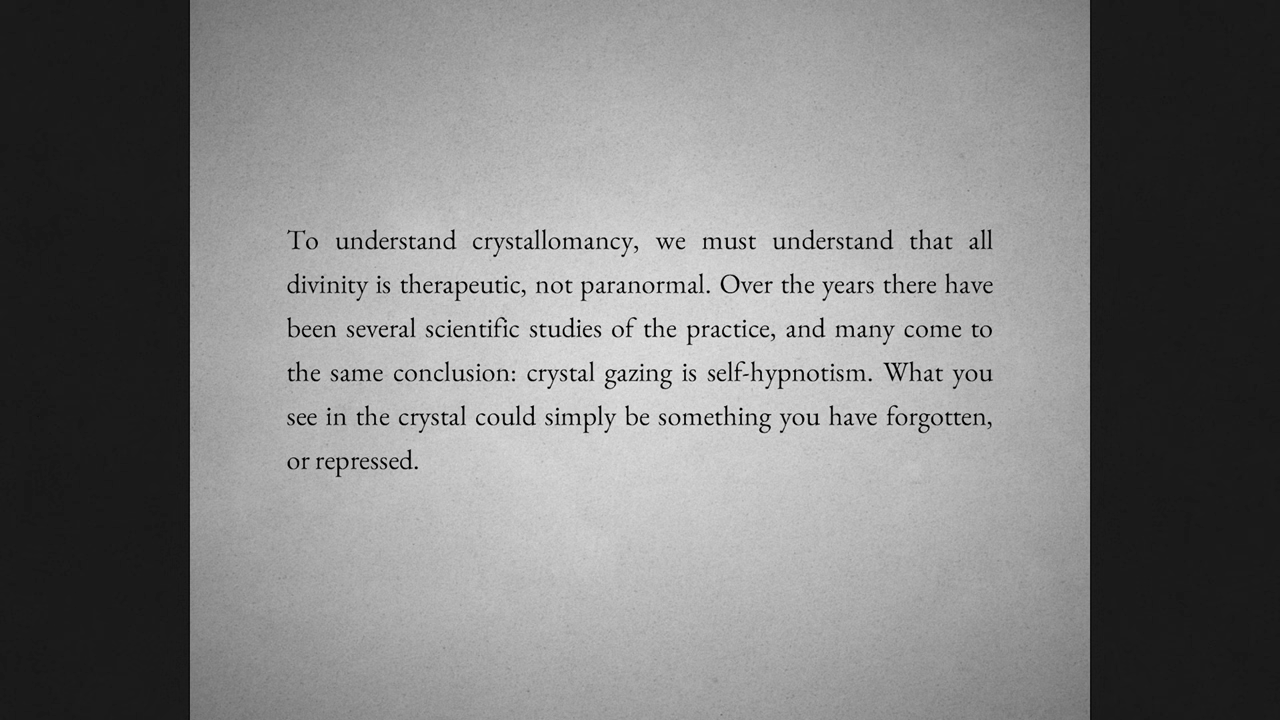 To understand crystallomancy, we must understand that all
divinity is therapeutic, not paranormal. Over the years there have
been several scientific studies of the practice, and many come to
the same conclusion: crystal gazing is self-hypnotism. What you
see in the crystal could simply be something you have forgotten,
or repressed.